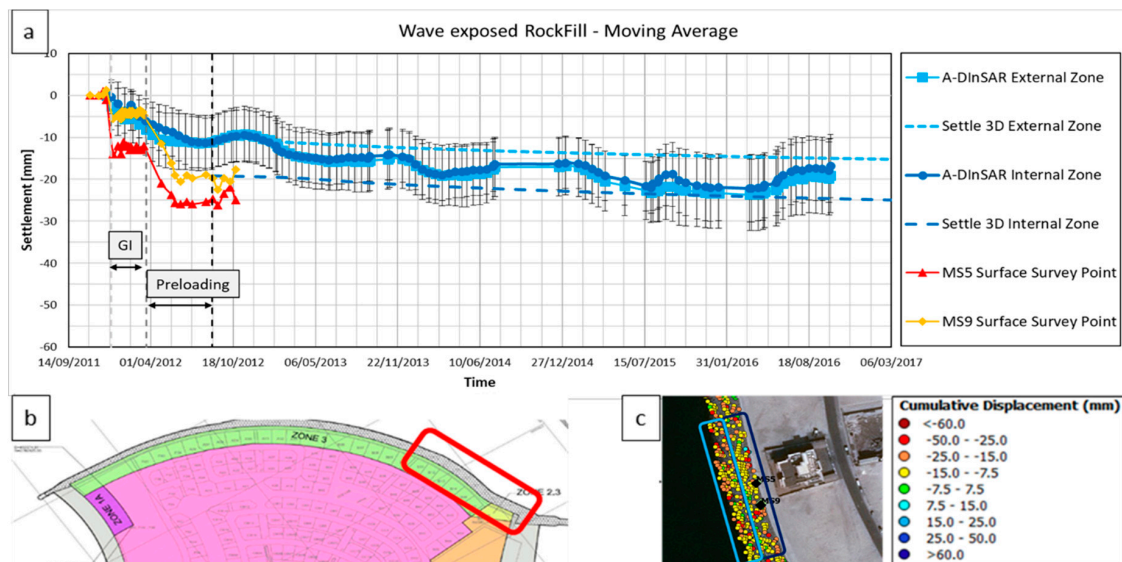 a
Wave exposed RockFill - Moving Average
10
0
-10
-20
-30
-40
-50
-60
Settlement [mm]
GI
Preloading
14/09/2011
01/04/2012
18/10/2012
06/05/2013
22/11/2013
10/06/2014
27/12/2014
15/07/2015
31/01/2016
18/08/2016
06/03/2017
Time
A-DInSAR External Zone
Settle 3D External Zone
A-DInSAR Internal Zone
Settle 3D Internal Zone
MS5 Surface Survey Point
MS9 Surface Survey Point
b
ZONE 3
ZONE 1A
ZONE 2,3
c
MS5
MS9
Cumulative Displacement (mm)
<-60.0
-50.0 - -25.0
-25.0 - -15.0
-15.0 - -7.5
-7.5 - 7.5
7.5 - 15.0
15.0 - 25.0
25.0 - 50.0
>60.0